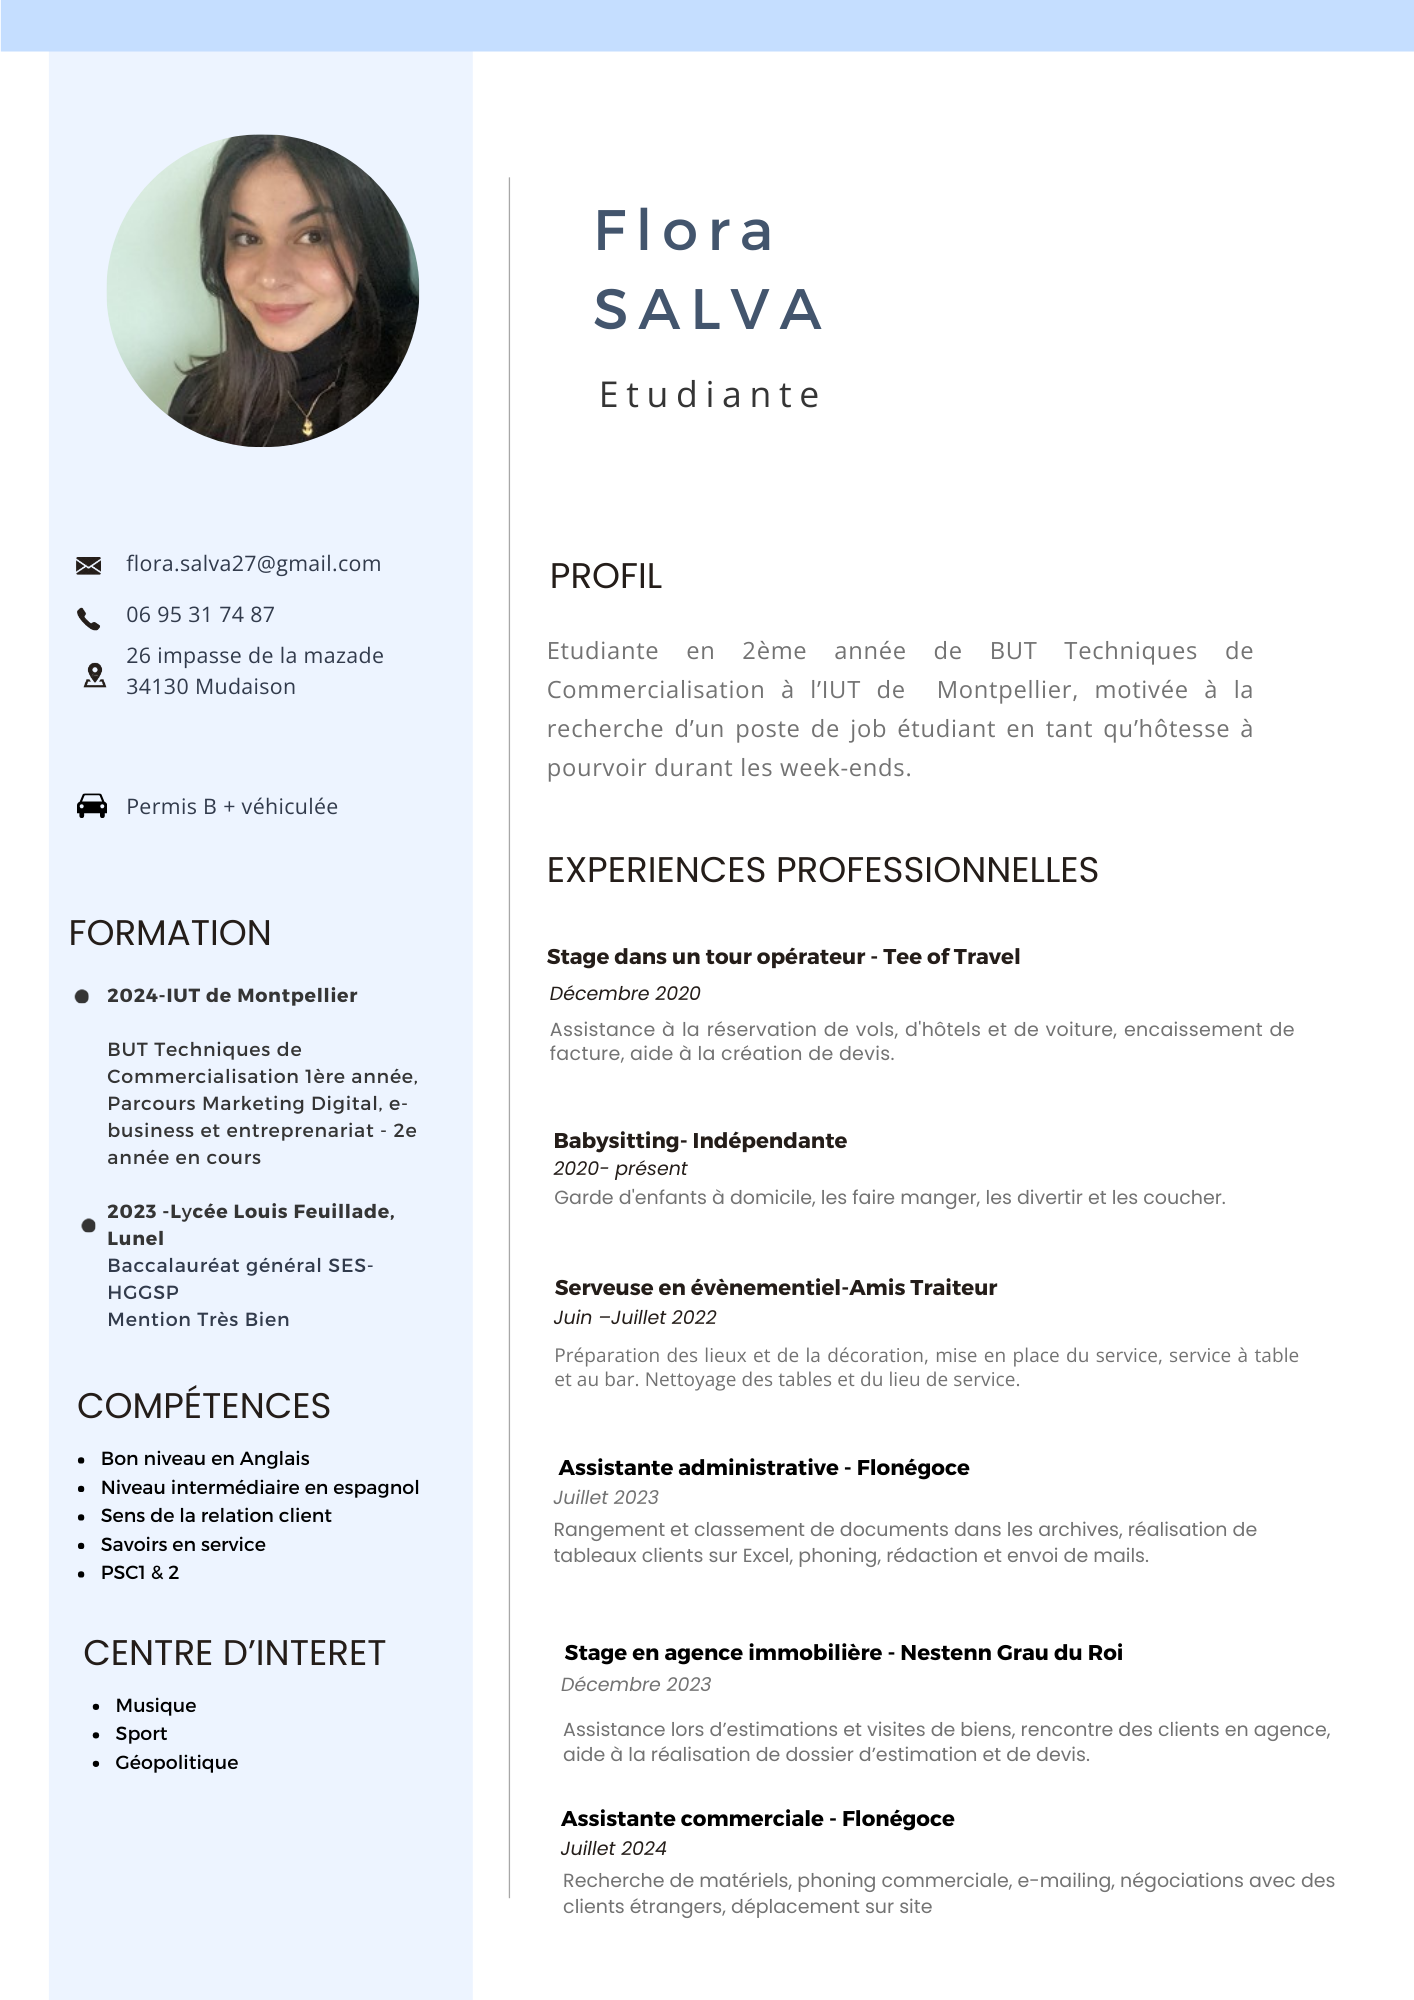 Flora
SALVA
Etudiante
flora.salva27@gmail.com
06 95 31 74 87
26 impasse de la mazade
34130 Mudaison
Permis B + véhiculée
FORMATION
2024-IUT de Montpellier
BUT Techniques de
Commercialisation 1ère année,
Parcours Marketing Digital, e-
business et entreprenariat - 2e
année en cours
2023 -Lycée Louis Feuillade,
Lunel
Baccalauréat général SES-
HGGSP
Mention Très Bien
COMPÉTENCES
Bon niveau en Anglais
Niveau intermédiaire en espagnol
Sens de la relation client
Savoirs en service
PSC1 & 2
CENTRE D’INTERET
Musique
Sport
Géopolitique
PROFIL
Etudiante en 2ème année de BUT Techniques de
Commercialisation à l’IUT de Montpellier, motivée à la
recherche d’un poste de job étudiant en tant qu’hôtesse à
pourvoir durant les week-ends.
EXPERIENCES PROFESSIONNELLES
Stage dans un tour opérateur - Tee of Travel
Décembre 2020
Assistance à la réservation de vols, d'hôtels et de voiture, encaissement de
facture, aide à la création de devis.
Babysitting- Indépendante
2020- présent
Garde d'enfants à domicile, les faire manger, les divertir et les coucher.
Serveuse en évènementiel-Amis Traiteur
Juin –Juillet 2022
Préparation des lieux et de la décoration, mise en place du service, service à table
et au bar. Nettoyage des tables et du lieu de service.
Assistante administrative - Flonégoce
Juillet 2023
Rangement et classement de documents dans les archives, réalisation de
tableaux clients sur Excel, phoning, rédaction et envoi de mails.
Stage en agence immobilière - Nestenn Grau du Roi
Décembre 2023
Assistance lors d’estimations et visites de biens, rencontre des clients en agence,
aide à la réalisation de dossier d’estimation et de devis.
Assistante commerciale - Flonégoce
Juillet 2024
Recherche de matériels, phoning commerciale, e-mailing, négociations avec des
clients étrangers, déplacement sur site